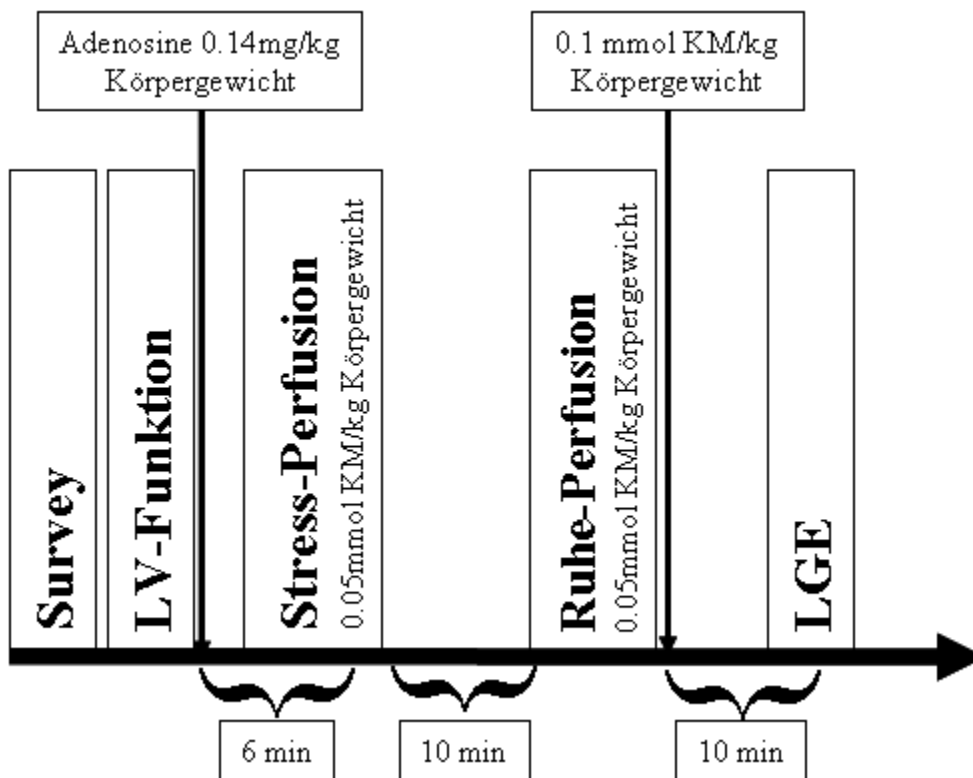 Adenosine 0.14mg/kg
Körpergewicht
0.1 mmol KM/kg
Körpergewicht
Survey
LV-Funktion
Stress-Perfusion
0.05mmol KM/kg Körpergewicht
Ruhe-Perfusion
0.05mmol KM/kg Körpergewicht
LGE
6 min
10 min
10 min